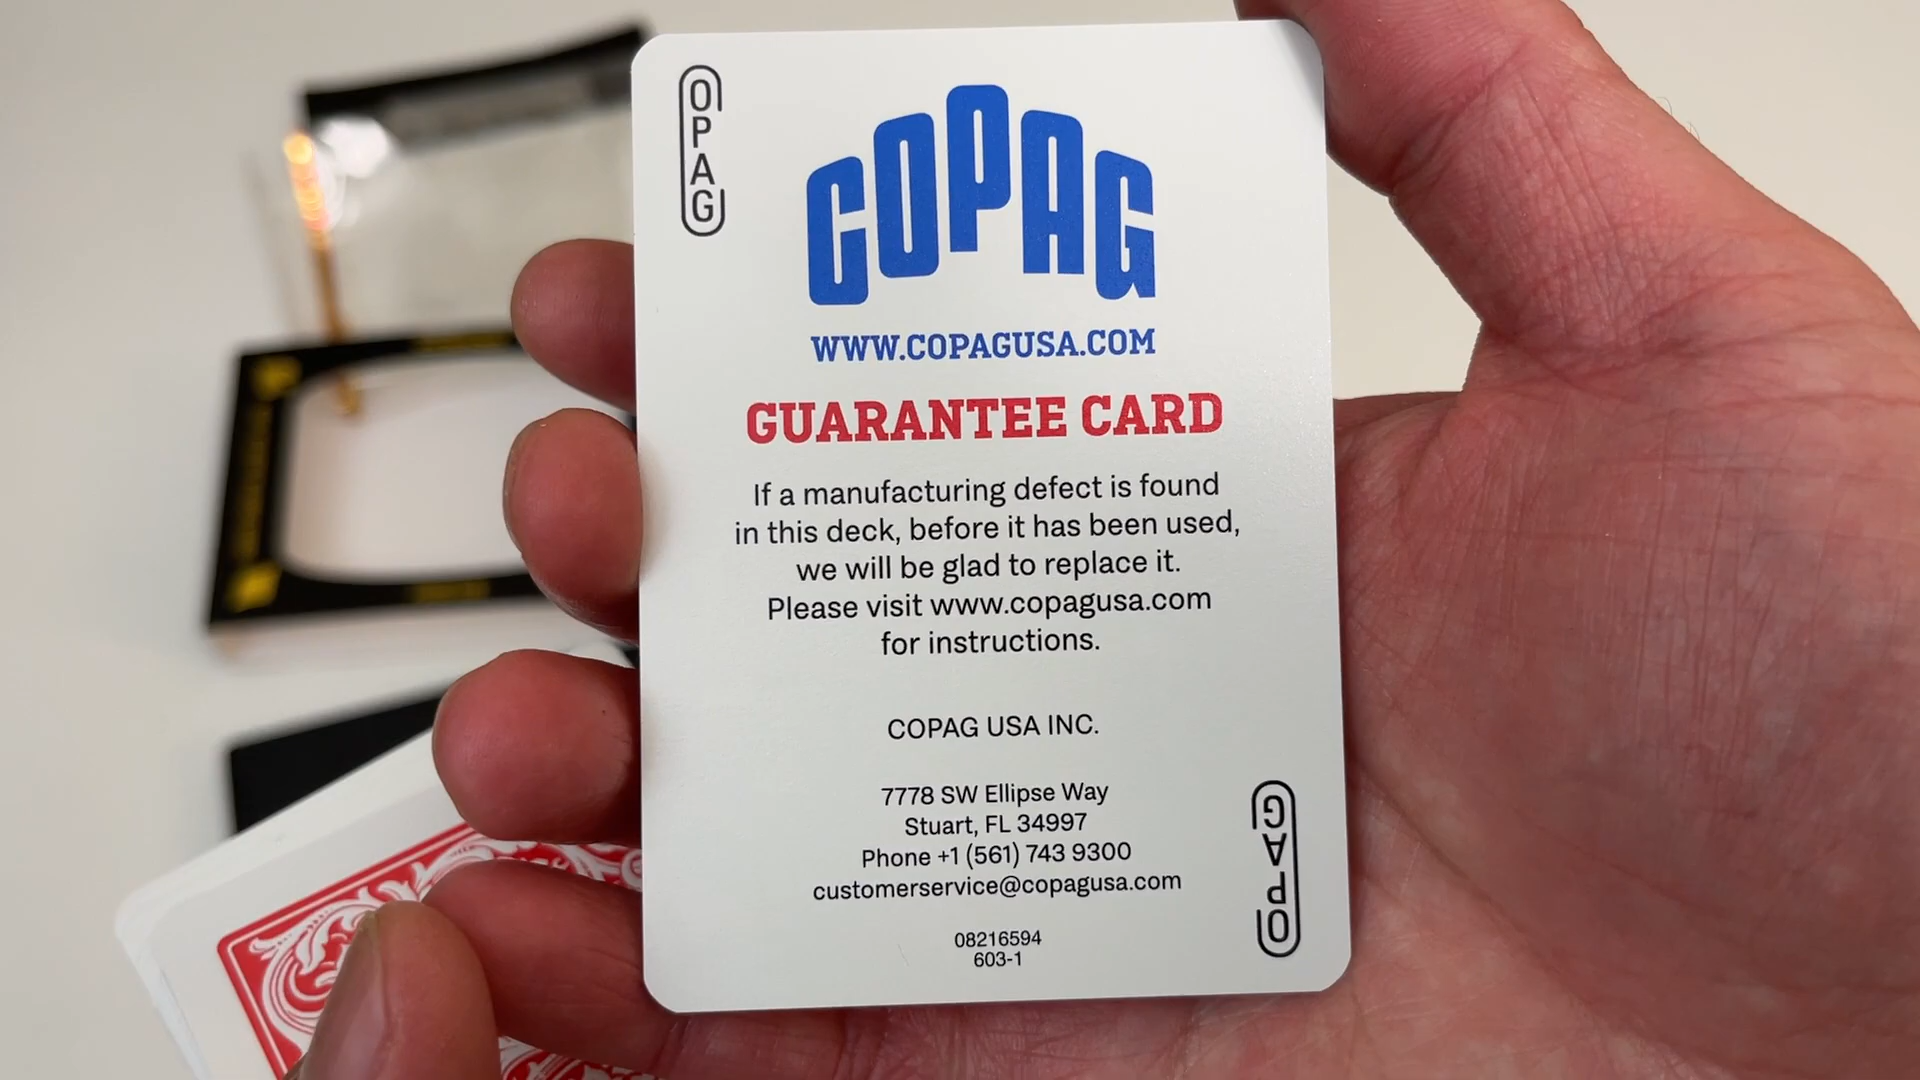 COPAG
COPAG
WWW.COPAGUSA.COM
GUARANTEE CARD
If a manufacturing defect is found
in this deck, before it has been used,
we will be glad to replace it.
Please visit www.copagusa.com
for instructions.
COPAG USA INC.
7778 SW Ellipse Way
Stuart, FL 34997
Phone +1 (561) 743 9300
customerservice@copagusa.com
08216594
603-1
COPAG